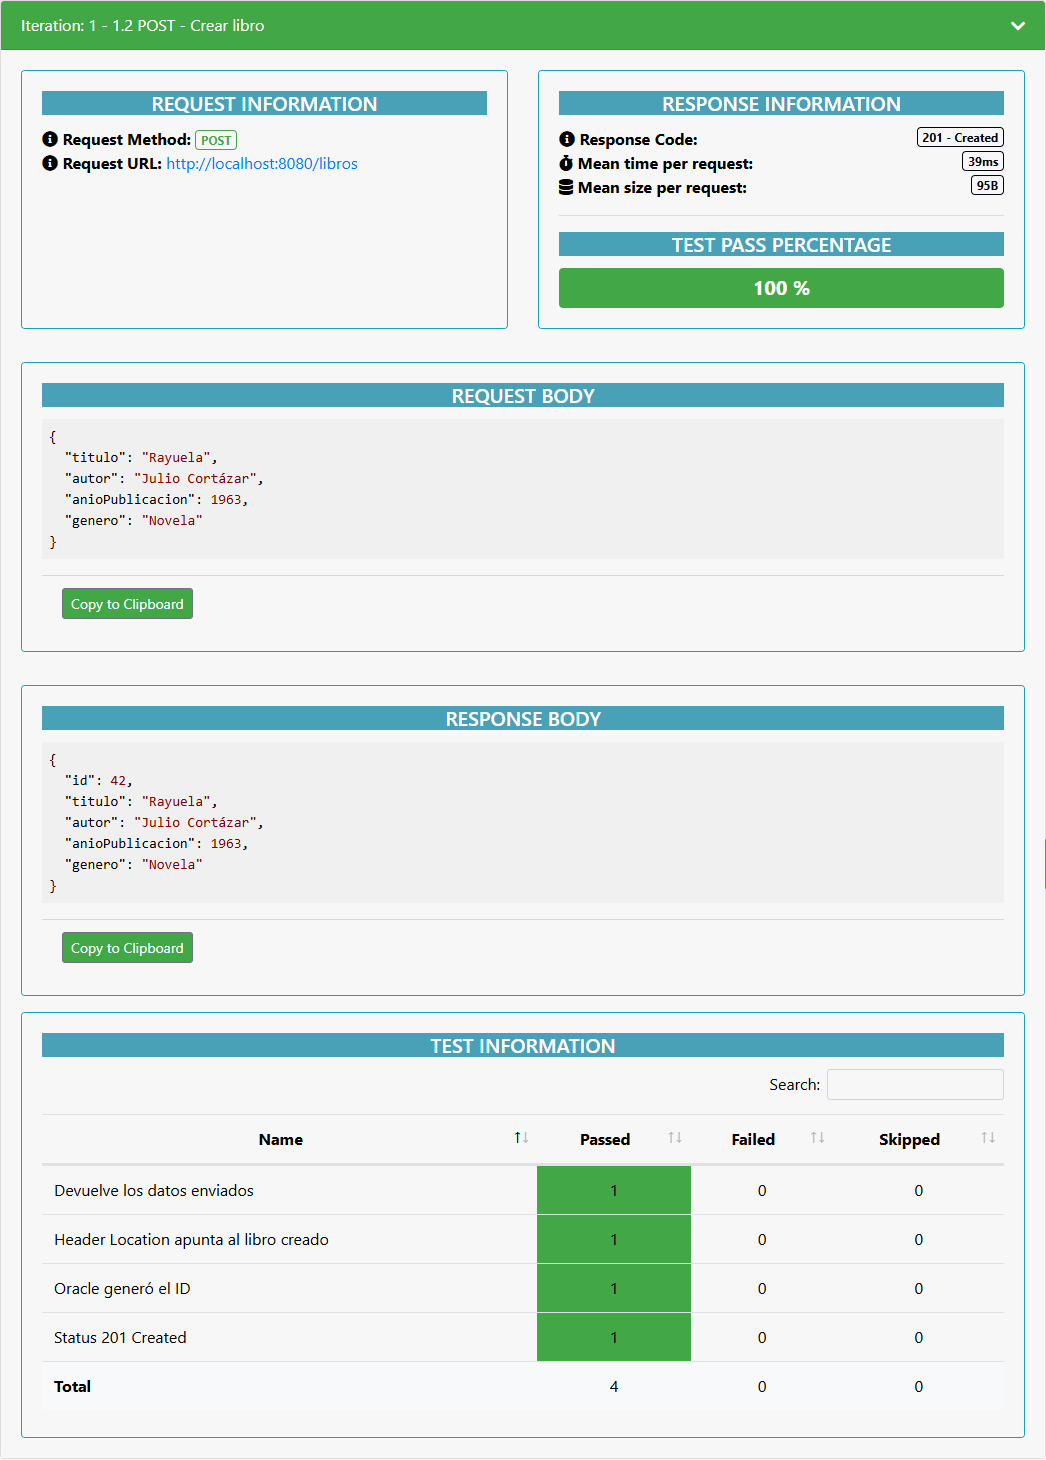 Iteration: 1 - 1.2 POST - Crear libro
REQUEST INFORMATION
Request Method: POST
Request URL: http://localhost:8080/libros
RESPONSE INFORMATION
Response Code: 201 - Created
Mean time per request: 39ms
Mean size per request: 95B
TEST PASS PERCENTAGE
100 %
REQUEST BODY
{
"titulo": "Rayuela",
"autor": "Julio Cortázar",
"anioPublicacion": 1963,
"genero": "Novela"
}
Copy to Clipboard
RESPONSE BODY
{
"id": 42,
"titulo": "Rayuela",
"autor": "Julio Cortázar",
"anioPublicacion": 1963,
"genero": "Novela"
}
Copy to Clipboard
TEST INFORMATION
Search:
Name Passed Failed Skipped
Devuelve los datos enviados 1 0 0
Header Location apunta al libro creado 1 0 0
Oracle generó el ID 1 0 0
Status 201 Created 1 0 0
Total 4 0 0